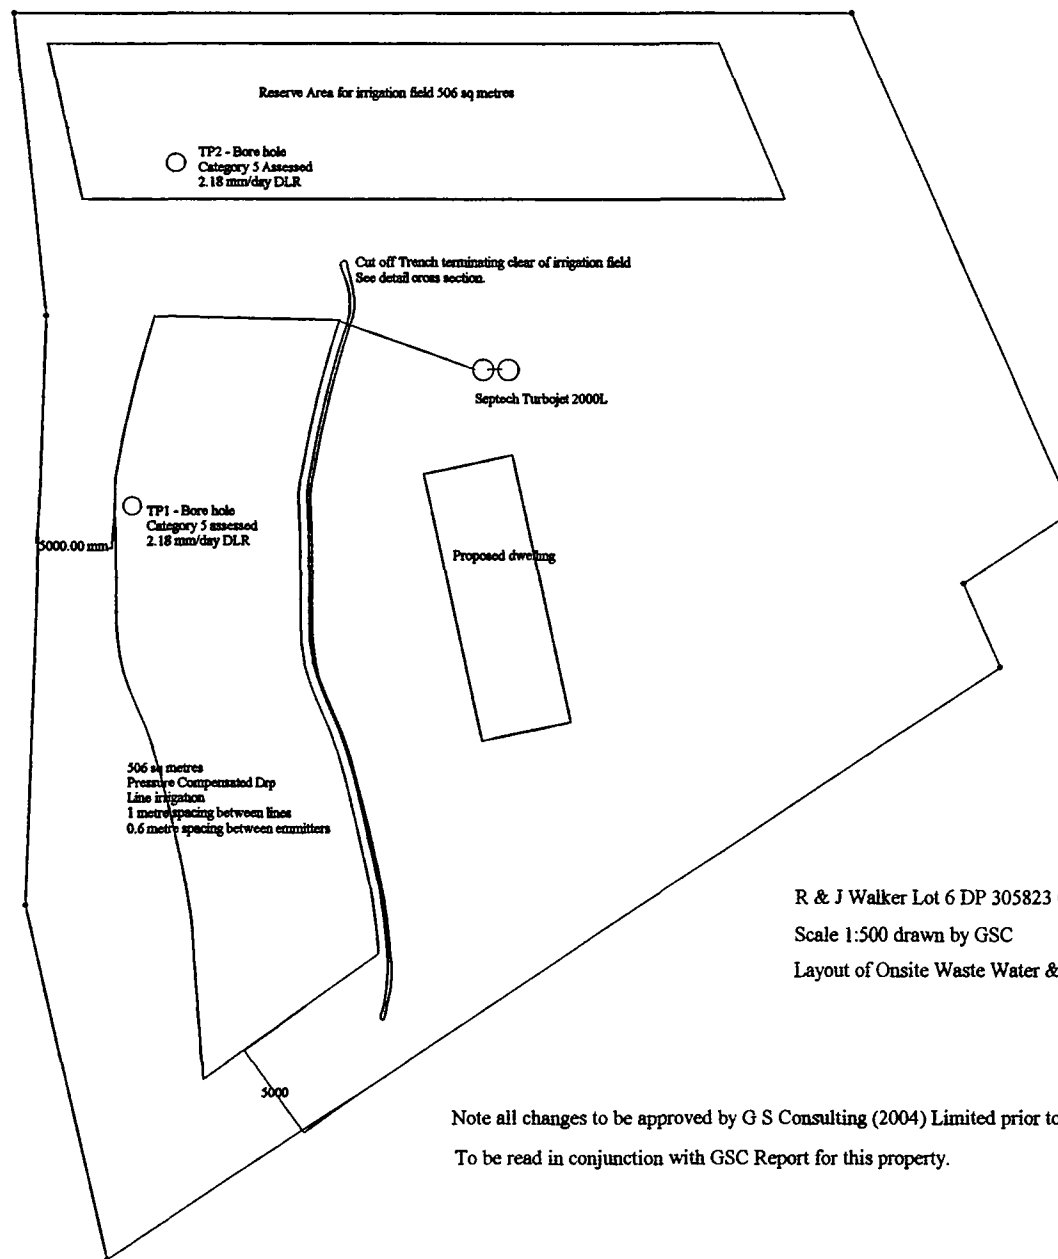 Reserve Area for irrigation field 506 sq metres
TP2 - Bore hole
Category 5 Assessed
2.18 mm/day DLR
Cut off Trench terminating clear of irrigation field
See detail cross section.
Septech Turbojet 2000L
TP1 - Bore hole
Category 5 assessed
2.18 mm/day DLR
5000.00 mm
Proposed dwelling
506 sq metres
Pressure Compensated Drp
Line irigation
1 metre spacing between lines
0.6 metre spacing between emmitters
R & J Walker Lot 6 DP 305823
Scale 1:500 drawn by GSC
Layout of Onsite Waste Water &
5000
Note all changes to be approved by G S Consulting (2004) Limited prior to
To be read in conjunction with GSC Report for this property.